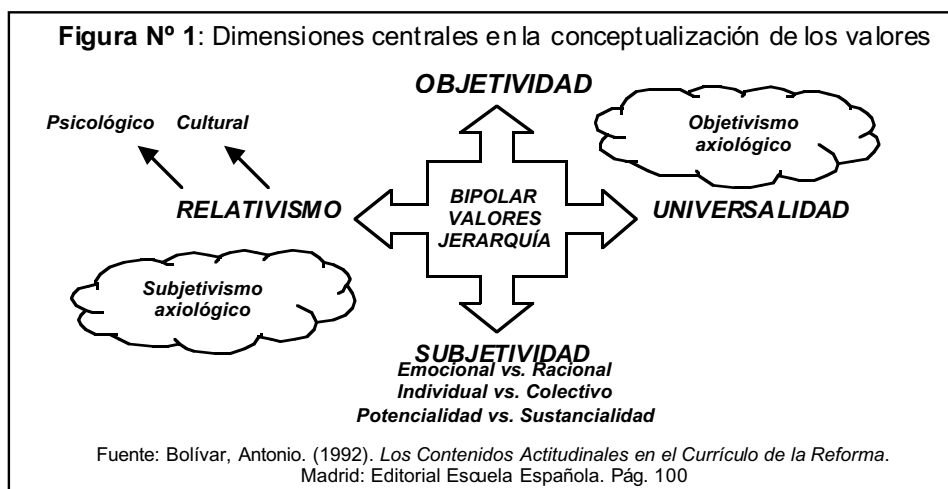 Figura Nº 1: Dimensiones centrales en la conceptualización de los valores
OBJETIVIDAD
Psicológico Cultural
Objetivismo
axiológico
RELATIVISMO
BIPOLAR
VALORES
JERARQUÍA
UNIVERSALIDAD
Subjetivismo
axiológico
SUBJETIVIDAD
Emocional vs. Racional
Individual vs. Colectivo
Potencialidad vs. Sustancialidad
Fuente: Bolívar, Antonio. (1992). Los Contenidos Actitudinales en el Currículo de la Reforma.
Madrid: Editorial Escuela Española. Pág. 100